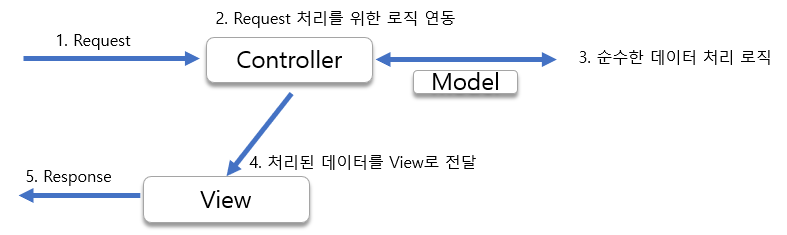 2. Request 처리를 위한 로직 연동
1. Request
Controller
3. 순수한 데이터 처리 로직
Model
4. 처리된 데이터를 View로 전달
5. Response
View